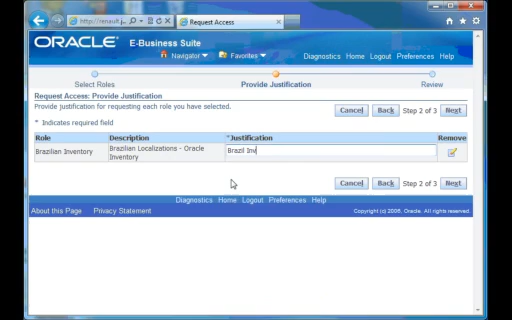 http://renault.j...
Request Access
ORACLE E-Business Suite
Navigator Favorites Diagnostics Home Logout Preferences Help
Select Roles Provide Justification Review
Request Access: Provide Justification
Provide justification for requesting each role you have selected.
Cancel Back Step 2 of 3 Next
* Indicates required field
Role Description *Justification Remove
Brazilian Inventory Brazilian Localizations - Oracle Inventory Brazil Inv
Cancel Back Step 2 of 3 Next
Diagnostics Home Logout Preferences Help
About this Page Privacy Statement Copyright (c) 2006, Oracle. All rights reserved.